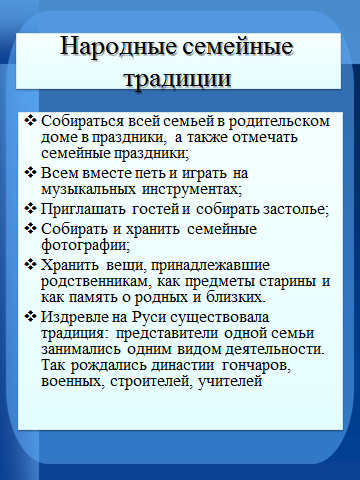 Народные семейные
традиции
❖ Собираться всей семьей в родительском
доме в праздники, а также отмечать
семейные праздники;
❖ Всем вместе петь и играть на
музыкальных инструментах;
❖ Приглашать гостей и собирать застолье;
❖ Собирать и хранить семейные
фотографии;
❖ Хранить вещи, принадлежавшие
родственникам, как предметы старины и
как память о родных и близких.
❖ Издревле на Руси существовала
традиция: представители одной семьи
занимались одним видом деятельности.
Так рождались династии гончаров,
военных, строителей, учителей